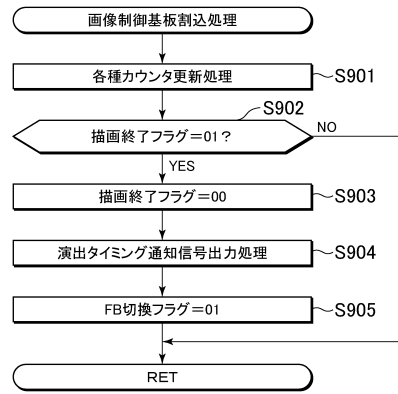 画像制御基板割込処理
各種カウンタ更新処理
S901
S902
描画終了フラグ=01?
NO
YES
描画終了フラグ=00
S903
演出タイミング通知信号出力処理
S904
FB切換フラグ=01
S905
RET